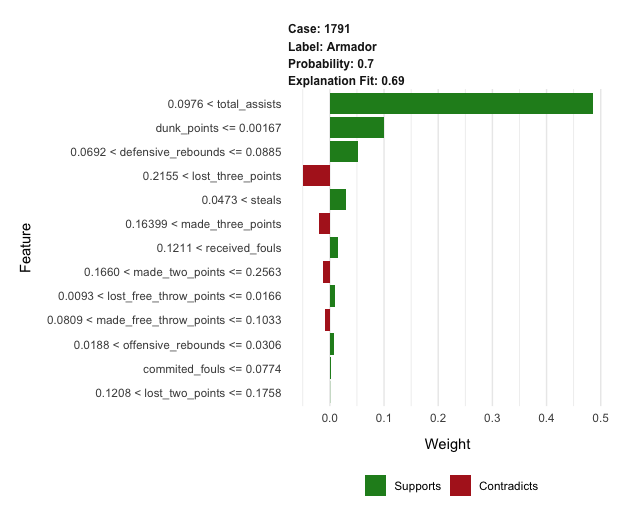 Case: 1791
Label: Armador
Probability: 0.7
Explanation Fit: 0.69
0.0976 < total_assists
dunk_points <= 0.00167
0.0692 < defensive_rebounds <= 0.0885
0.2155 < lost_three_points
0.0473 < steals
0.16399 < made_three_points
0.1211 < received_fouls
0.1660 < made_two_points <= 0.2563
0.0093 < lost_free_throw_points <= 0.0166
0.0809 < made_free_throw_points <= 0.1033
0.0188 < offensive_rebounds <= 0.0306
commited_fouls <= 0.0774
0.1208 < lost_two_points <= 0.1758
Feature
0.0 0.1 0.2 0.3 0.4 0.5
Weight
Supports Contradicts